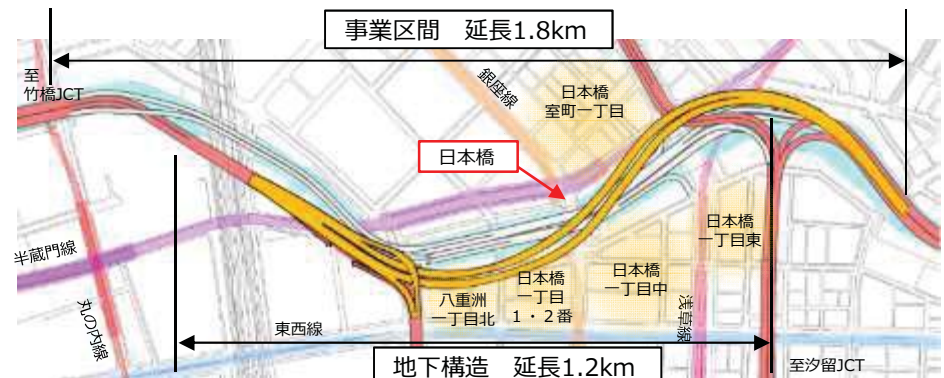 事業区間 延長1.8km
至
竹橋JCT
銀座線
日本橋
室町一丁目
日本橋
日本橋
一丁目東
半蔵門線
日本橋
一丁目中
日本橋
一丁目
1・2番
八重洲
一丁目北
丸の内線
東西線
浅草線
地下構造 延長1.2km
至汐留JCT